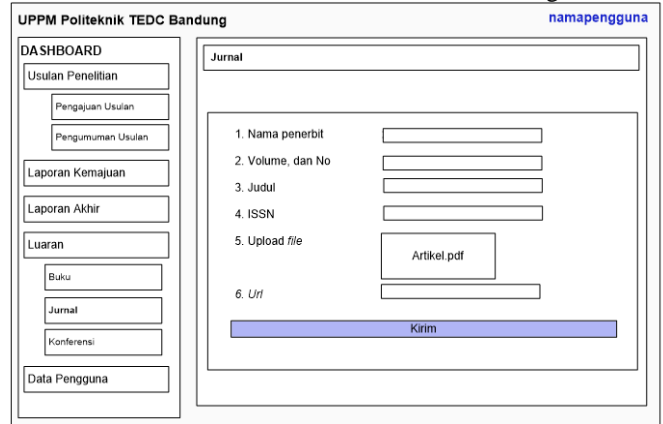 UPPM Politeknik TEDC Bandung
namapengguna
DASHBOARD
Usulan Penelitian
Pengajuan Usulan
Pengumuman Usulan
Laporan Kemajuan
Laporan Akhir
Luaran
Buku
Jurnal
Konferensi
Data Pengguna
Jurnal
1. Nama penerbit
2. Volume, dan No
3. Judul
4. ISSN
5. Upload file
Artikel.pdf
6. Url
Kirim